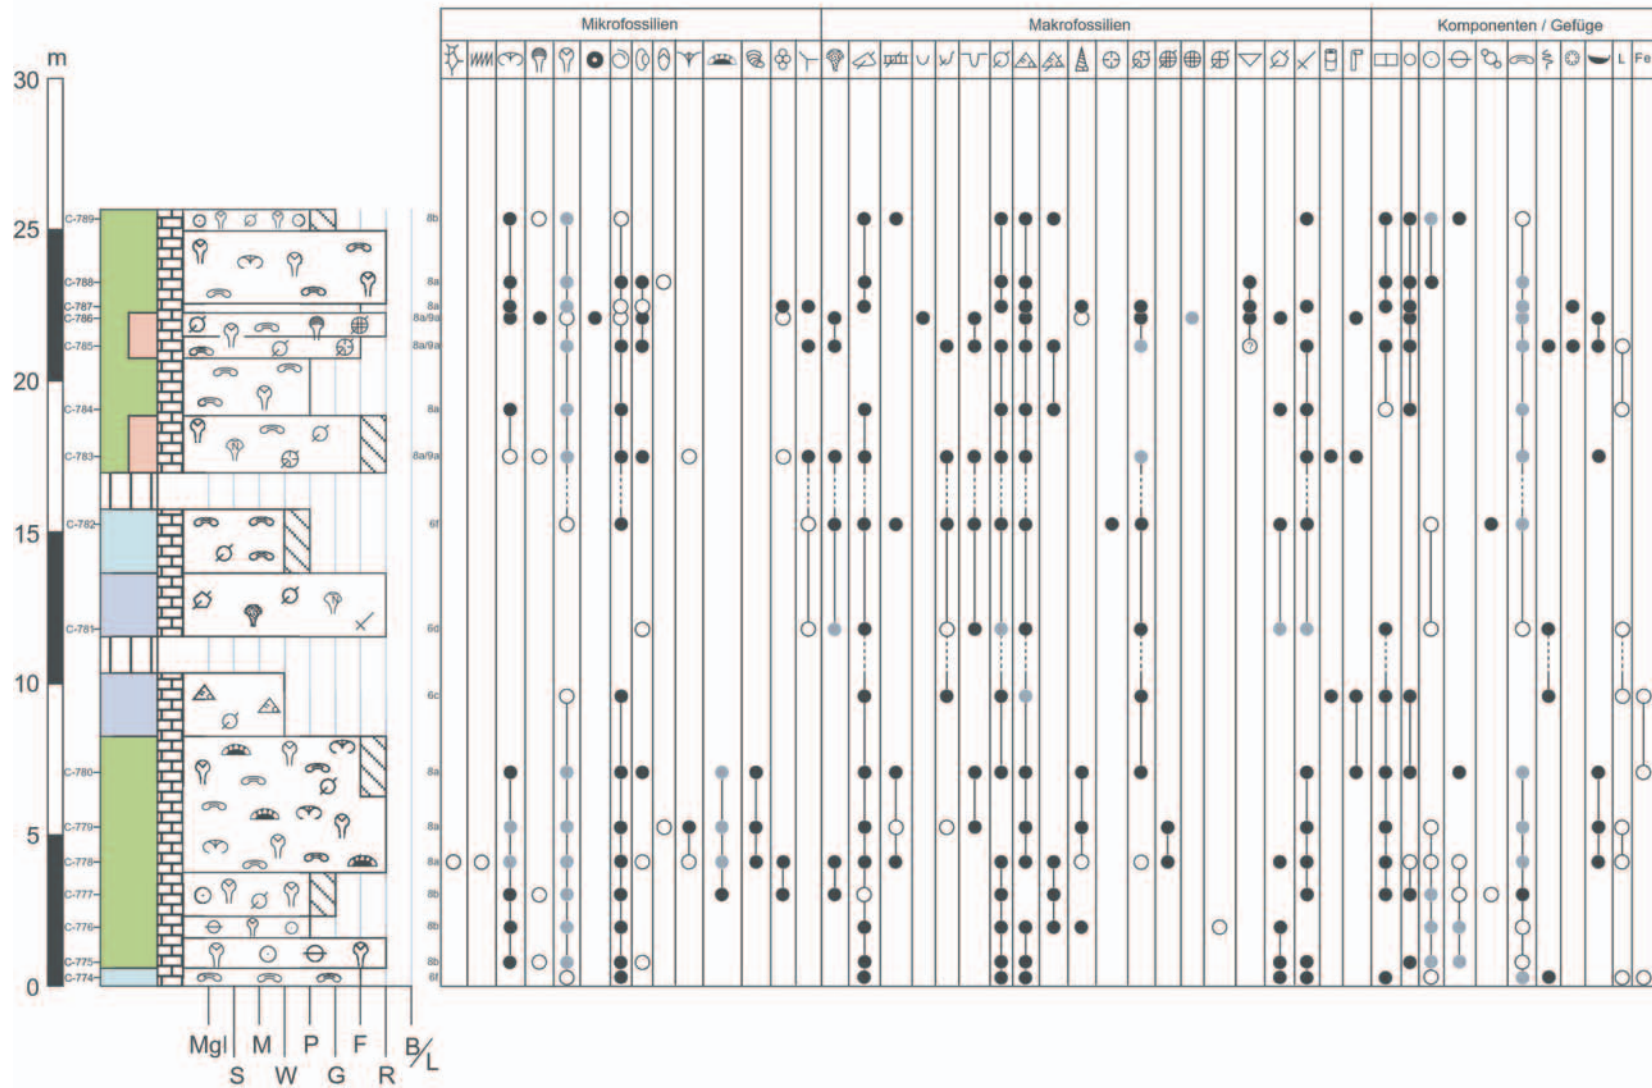 Mikrofossilien Makrofossilien Komponenten / Gefüge
m
L Fe
30
C-789 8b
25
C-788 8a
C-787 8a
C-786 8a/9a
C-785 8a/9a
20
C-784 8a
C-783 8a/9a
N
?
15
C-782 6f
N
C-781 6d
10
6c
C-780 8a
5
C-779 8a
C-778 8a
C-777 8b
C-776 8b
C-775 8b
C-774 6f
0
Mgl M P F B/L
S W G R